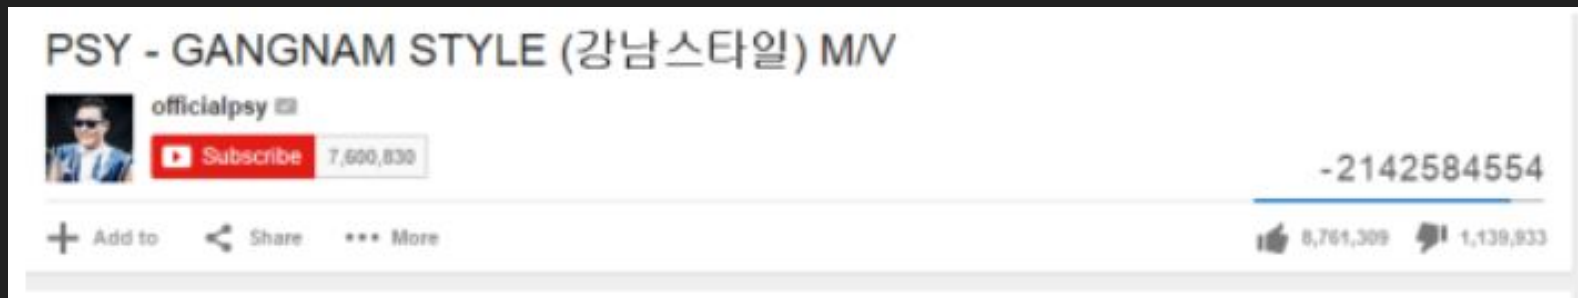 PSY - GANGNAM STYLE (강남스타일) M/V
officialpsy
Subscribe 7,600,830
-2142584554
Add to Share ••• More 8,761,309 1,139,933